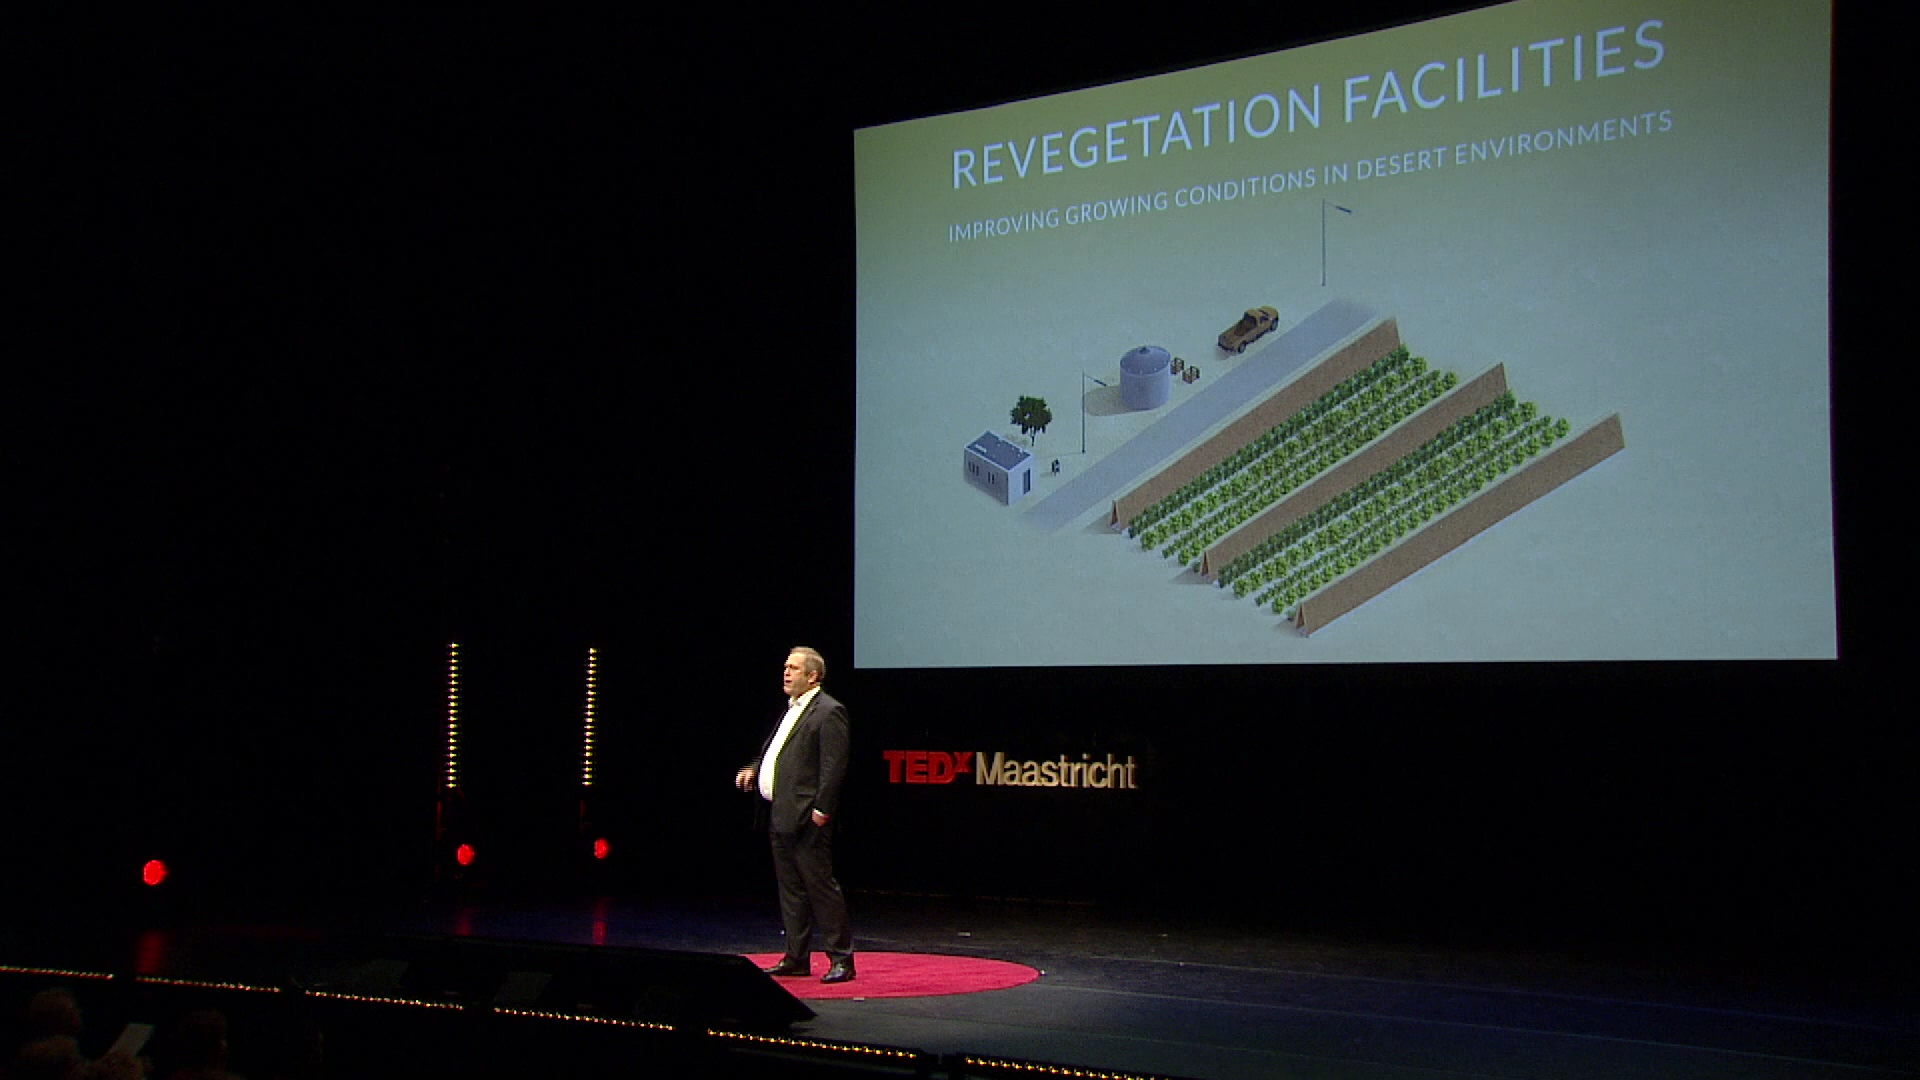 REVEGETATION FACILITIES
IMPROVING GROWING CONDITIONS IN DESERT ENVIRONMENTS
TEDx Maastricht